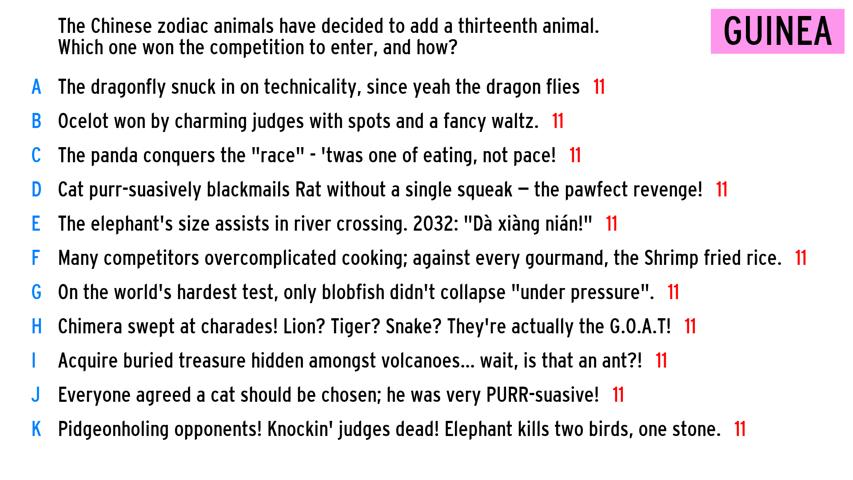 The Chinese zodiac animals have decided to add a thirteenth animal.
Which one won the competition to enter, and how?
GUINEA
A The dragonfly snuck in on technicality, since yeah the dragon flies 11
B Ocelot won by charming judges with spots and a fancy waltz. 11
C The panda conquers the "race" - 'twas one of eating, not pace! 11
D Cat purr-suasively blackmails Rat without a single squeak – the pawfect revenge! 11
E The elephant's size assists in river crossing. 2032: "Dà xiàng nián!" 11
F Many competitors overcomplicated cooking; against every gourmand, the Shrimp fried rice. 11
G On the world's hardest test, only blobfish didn't collapse "under pressure". 11
H Chimera swept at charades! Lion? Tiger? Snake? They're actually the G.O.A.T! 11
I Acquire buried treasure hidden amongst volcanoes... wait, is that an ant?! 11
J Everyone agreed a cat should be chosen; he was very PURR-suasive! 11
K Pidgeonholing opponents! Knockin' judges dead! Elephant kills two birds, one stone. 11